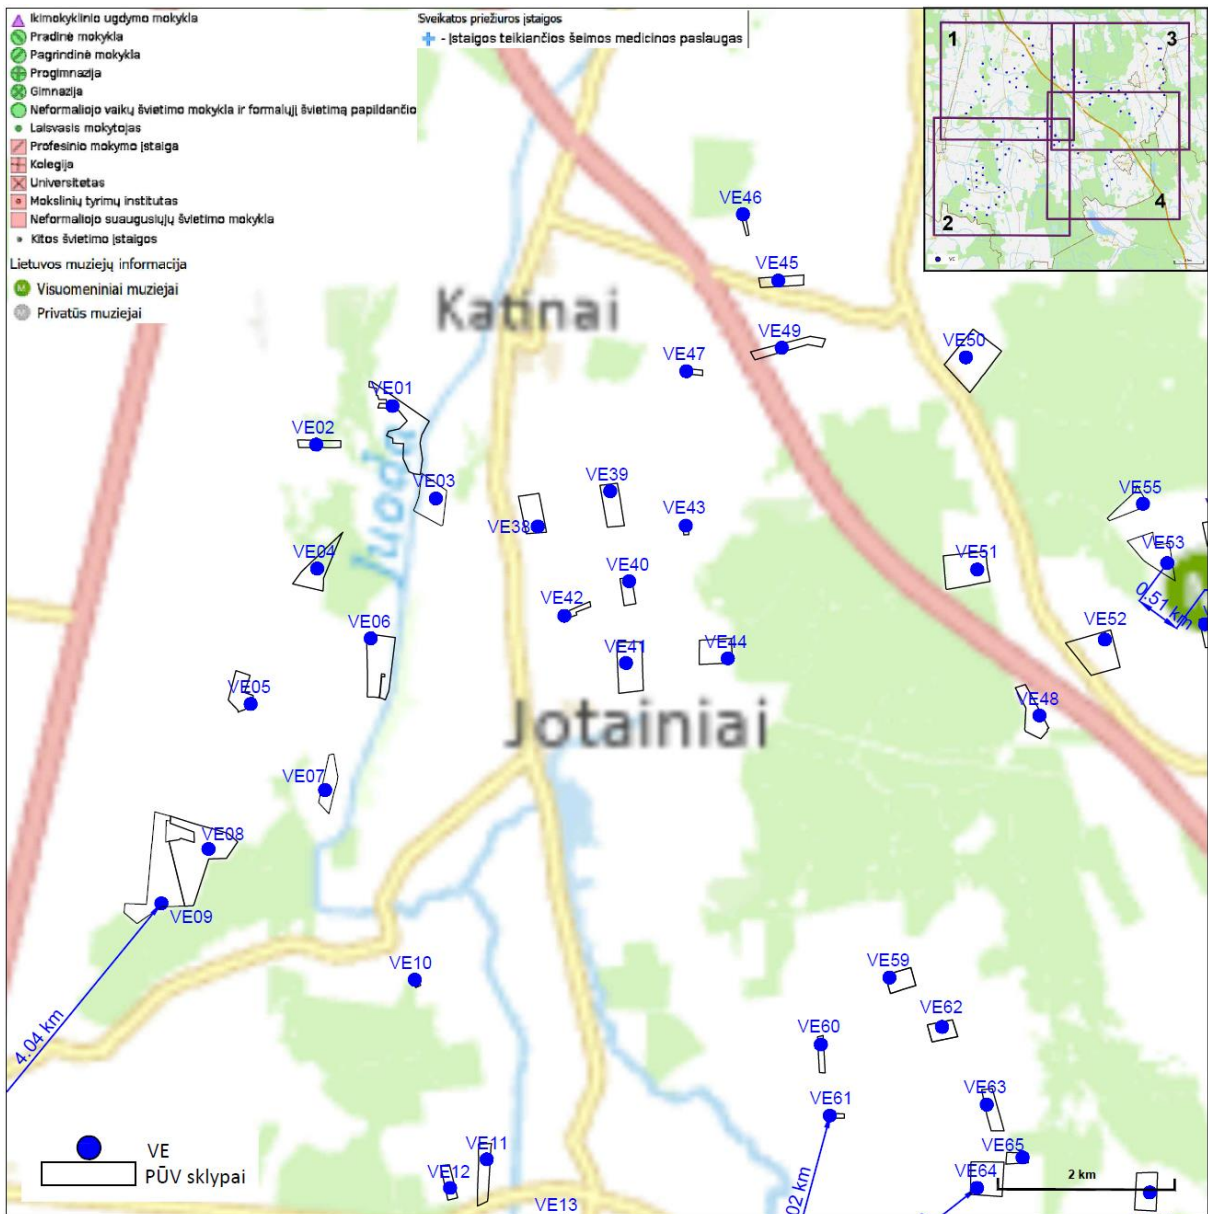 Ikimokyklinio ugdymo mokykla
Pradinė mokykla
Pagrindinė mokykla
Progimnazija
Gimnazija
Neformaliojo vaikų švietimo mokykla ir formalųjį švietimą papildančio
Laisvasis mokytojas
Profesinio mokymo įstaiga
Kolegija
Universitetas
Mokslinių tyrimų institutas
Neformaliojo suaugusiųjų švietimo mokykla
Kitos švietimo įstaigos
Lietuvos muziejų informacija
M Visuomeniniai muziejai
M Privatūs muziejai
Sveikatos priežiuros įstaigos
- Įstaigos teikiančios šeimos medicinos paslaugas
1
3
2
4
VE
VE46
VE45
Katinai
VE49
VE47
VE50
VE01
VE02
Juoda
VE03
VE39
VE38
VE43
VE55
VE53
VE04
VE40
VE51
0.51 km
VE42
VE06
VE52
VE41
VE44
VE05
VE48
Jotainiai
VE07
VE08
VE09
VE10
VE59
4.04 km
VE62
VE60
VE63
VE61
VE
PŪV sklypai
VE11
VE12
VE13
02 km
VE65
VE64
2 km